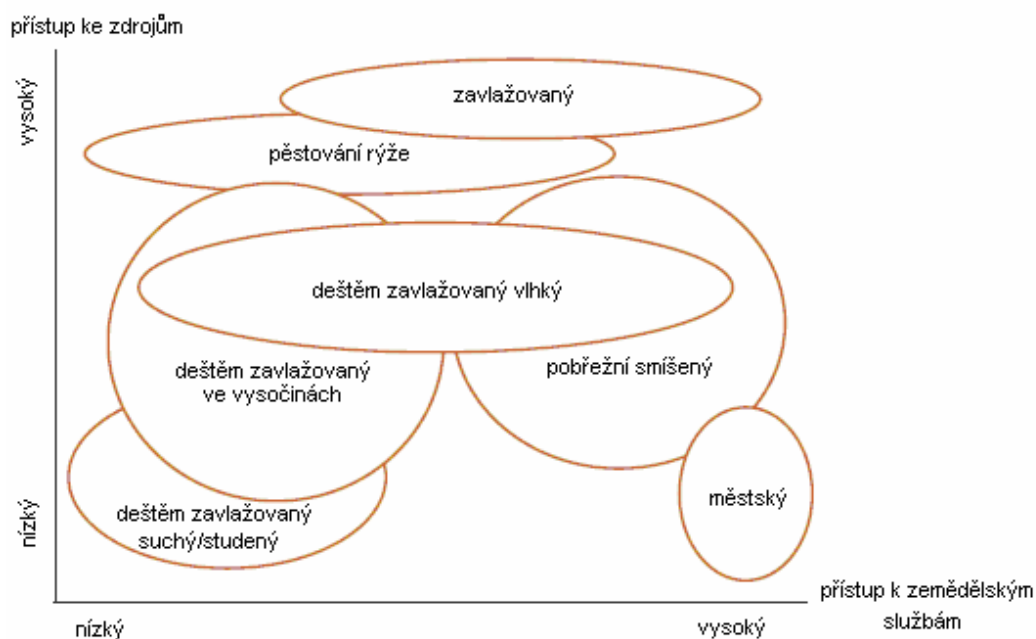 přístup ke zdrojům
vysoký
zavlažovaný
pěstování rýže
deštěm zavlažovaný vlhký
deštěm zavlažovaný
ve vysočinách
pobřežní smíšený
městský
deštěm zavlažovaný
suchý/studený
nízký
nízký
vysoký
přístup k zemědělským
službám